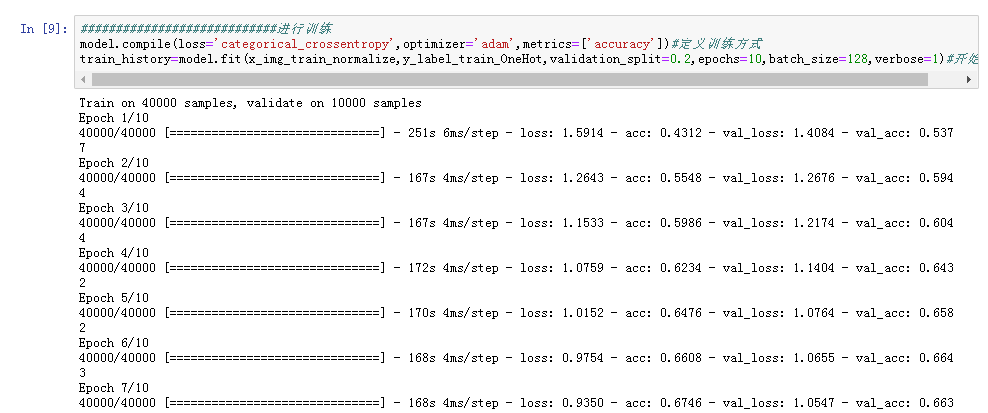 In [9]: ############################进行训练
model.compile(loss='categorical_crossentropy',optimizer='adam',metrics=['accuracy'])#定义训练方式
train_history=model.fit(x_img_train_normalize,y_label_train_OneHot,validation_split=0.2,epochs=10,batch_size=128,verbose=1)#开始
Train on 40000 samples, validate on 10000 samples
Epoch 1/10
40000/40000 [==============================] - 251s 6ms/step - loss: 1.5914 - acc: 0.4312 - val_loss: 1.4084 - val_acc: 0.537
7
Epoch 2/10
40000/40000 [==============================] - 167s 4ms/step - loss: 1.2643 - acc: 0.5548 - val_loss: 1.2676 - val_acc: 0.594
4
Epoch 3/10
40000/40000 [==============================] - 167s 4ms/step - loss: 1.1533 - acc: 0.5986 - val_loss: 1.2174 - val_acc: 0.604
4
Epoch 4/10
40000/40000 [==============================] - 172s 4ms/step - loss: 1.0759 - acc: 0.6234 - val_loss: 1.1404 - val_acc: 0.643
2
Epoch 5/10
40000/40000 [==============================] - 170s 4ms/step - loss: 1.0152 - acc: 0.6476 - val_loss: 1.0764 - val_acc: 0.658
2
Epoch 6/10
40000/40000 [==============================] - 168s 4ms/step - loss: 0.9754 - acc: 0.6608 - val_loss: 1.0655 - val_acc: 0.664
3
Epoch 7/10
40000/40000 [==============================] - 168s 4ms/step - loss: 0.9350 - acc: 0.6746 - val_loss: 1.0547 - val_acc: 0.663